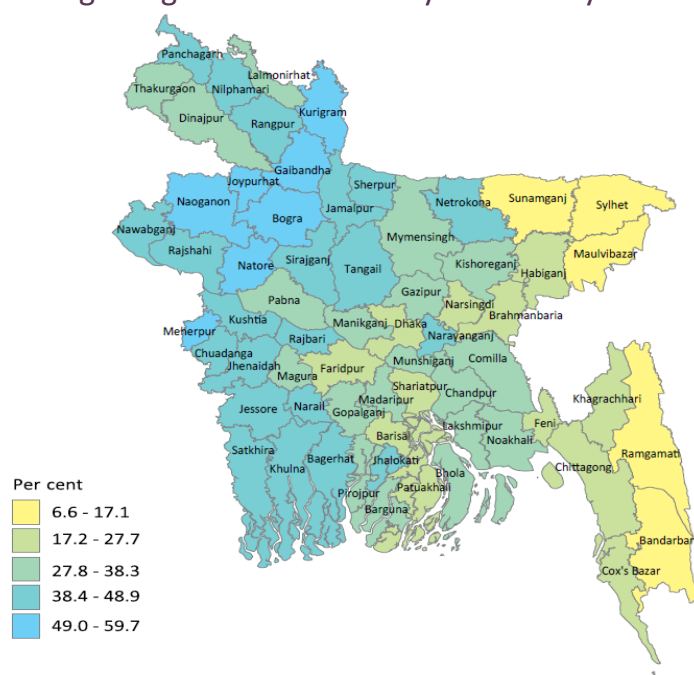 Panchagarh
Lalmonirhat
Thakurgaon
Nilphamari
Kurigram
Dinajpur
Rangpur
Gaibandha
Joypurhat
Sherpur
Sunamganj
Sylhet
Naoganon
Netrokona
Jamalpur
Bogra
Nawabganj
Mymensingh
Maulvibazar
Rajshahi
Sirajganj
Kishoreganj
Habiganj
Natore
Tangail
Gazipur
Pabna
Narsingdi
Brahmanbaria
Kushtia
Manikganj
Dhaka
Meherpur
Narayanganj
Rajbari
Chuadanga
Comilla
Jhenaidah
Faridpur
Munshiganj
Magura
Shariatpur
Chandpur
Khagrachhari
Madaripur
Jessore
Narail
Gopalganj
Lakshmipur
Feni
Barisal
Noakhali
Satkhira
Bagerhat
Ramgamati
Khulna
Jhalokati
Chittagong
Bhola
Patuakhali
Pirojpur
Barguna
Bandarban
Cox's Bazar
Per cent
6.6 - 17.1
17.2 - 27.7
27.8 - 38.3
38.4 - 48.9
49.0 - 59.7